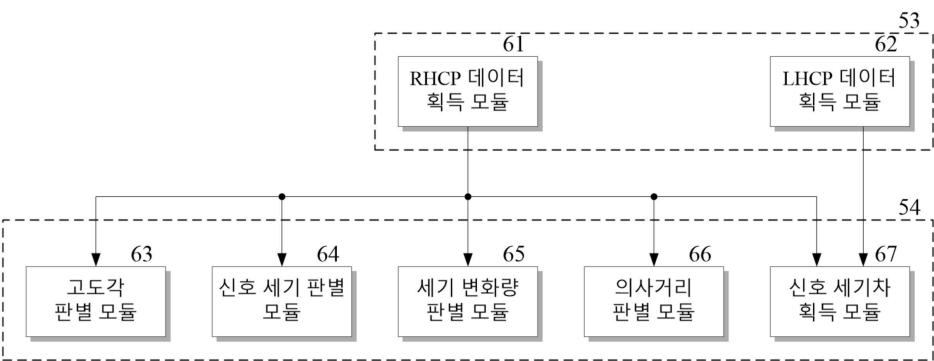 53
61
RHCP 데이터
획득 모듈
62
LHCP 데이터
획득 모듈
54
63
고도각
판별 모듈
64
신호 세기 판별
모듈
65
세기 변화량
판별 모듈
66
의사거리
판별 모듈
67
신호 세기차
획득 모듈